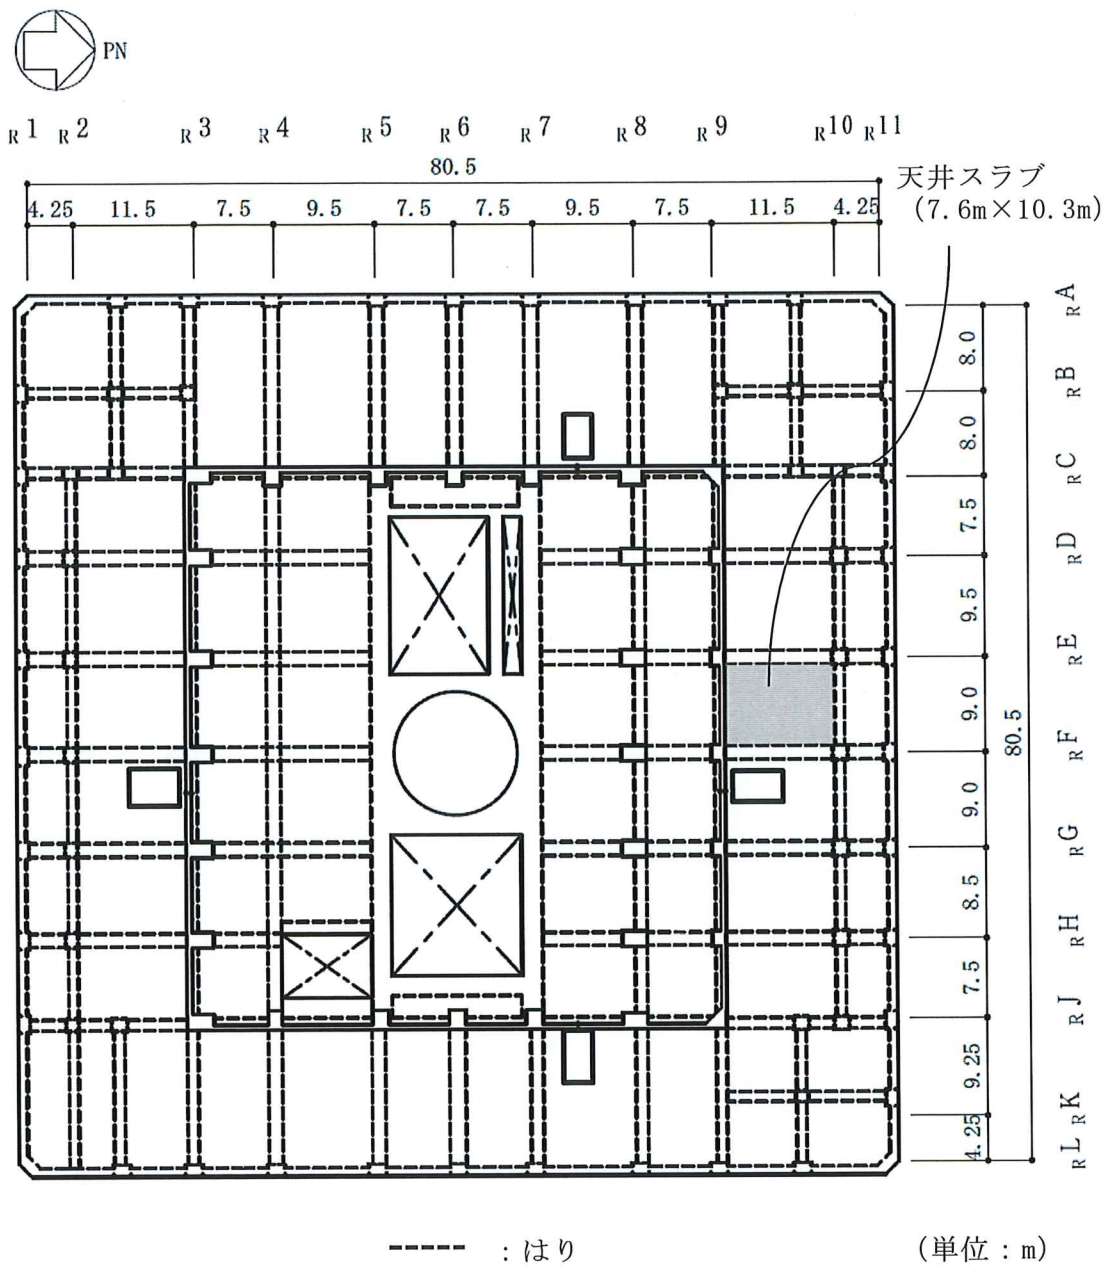 PN
R1 R2 R3 R4 R5 R6 R7 R8 R9 R10 R11
80.5
4.25 11.5 7.5 9.5 7.5 7.5 9.5 7.5 11.5 4.25
天井スラブ
(7.6m×10.3m)
RA
8.0
RB
8.0
RC
7.5
RD
9.5
RE
9.0
RF
80.5
9.0
RG
8.5
RH
7.5
RJ
9.25
RK
4.25
RL
:はり
(単位:m)